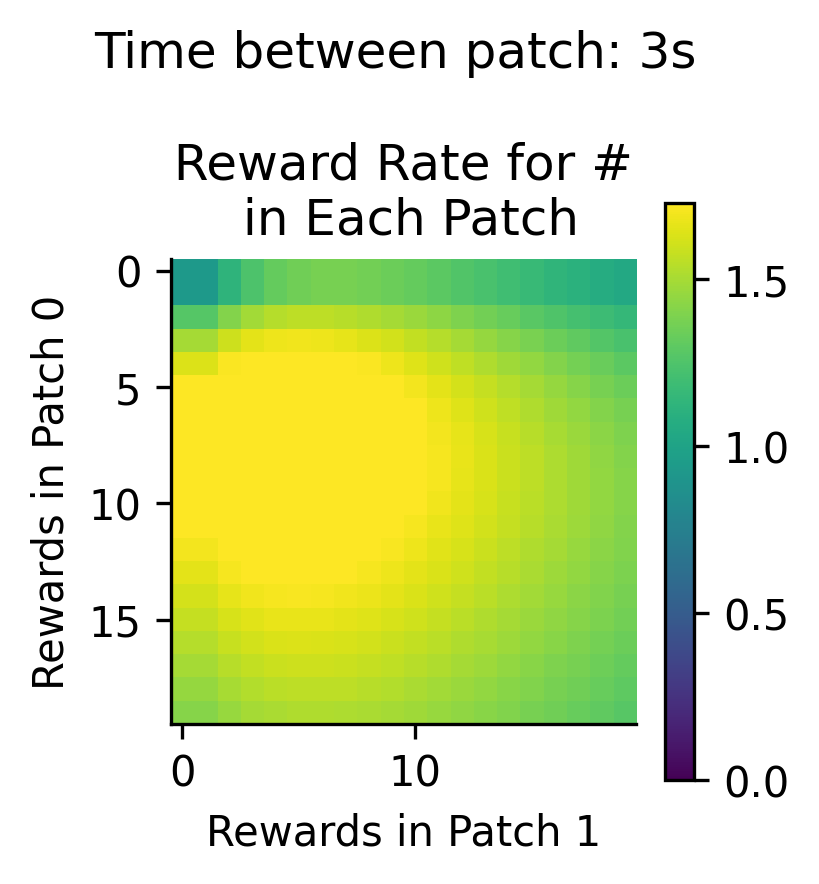 Time between patch: 3s
Reward Rate for #
in Each Patch
Rewards in Patch 0
0
5
10
15
0
10
Rewards in Patch 1
1.5
1.0
0.5
0.0